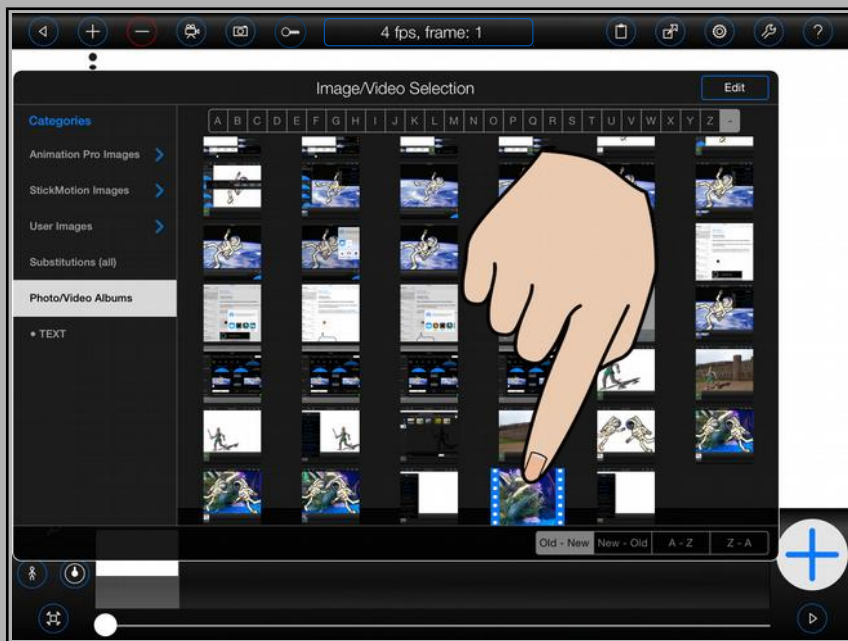 4 fps, frame: 1
?
Image/Video Selection
Edit
Categories
A B C D E F G H I J K L M N O P Q R S T U V W X Y Z -
Animation Pro Images
StickMotion Images
User Images
Substitutions (all)
Photo/Video Albums
• TEXT
Old - New New - Old A - Z Z - A